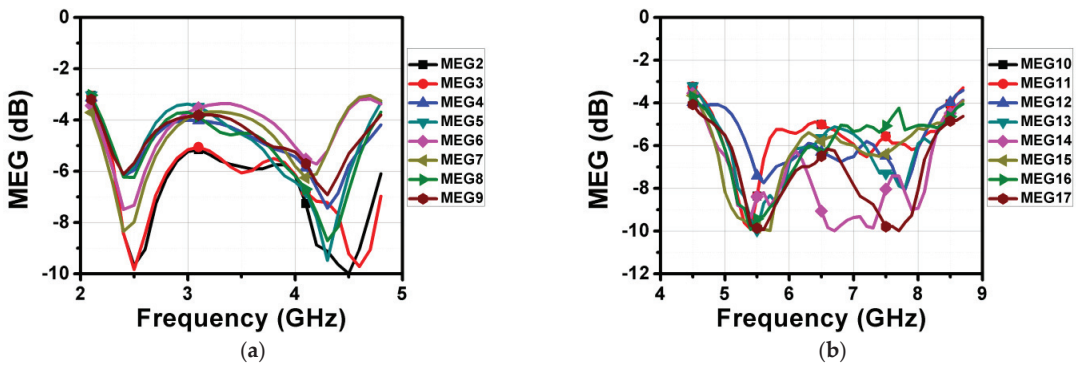 0
-2
-4
-6
-8
-10
MEG (dB)
2
3
4
5
Frequency (GHz)
MEG2
MEG3
MEG4
MEG5
MEG6
MEG7
MEG8
MEG9
(a)
0
-2
-4
-6
-8
-10
-12
MEG (dB)
4
5
6
7
8
9
Frequency (GHz)
MEG10
MEG11
MEG12
MEG13
MEG14
MEG15
MEG16
MEG17
(b)